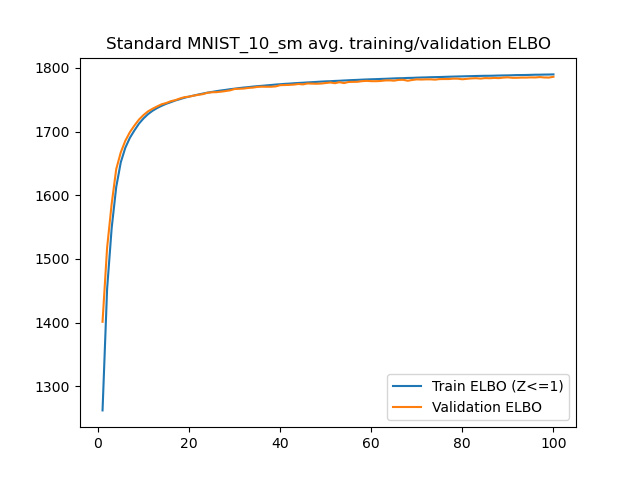 Standard MNIST_10_sm avg. training/validation ELBO
1800
1700
1600
1500
1400
1300
Train ELBO (Z<=1)
Validation ELBO
0 20 40 60 80 100